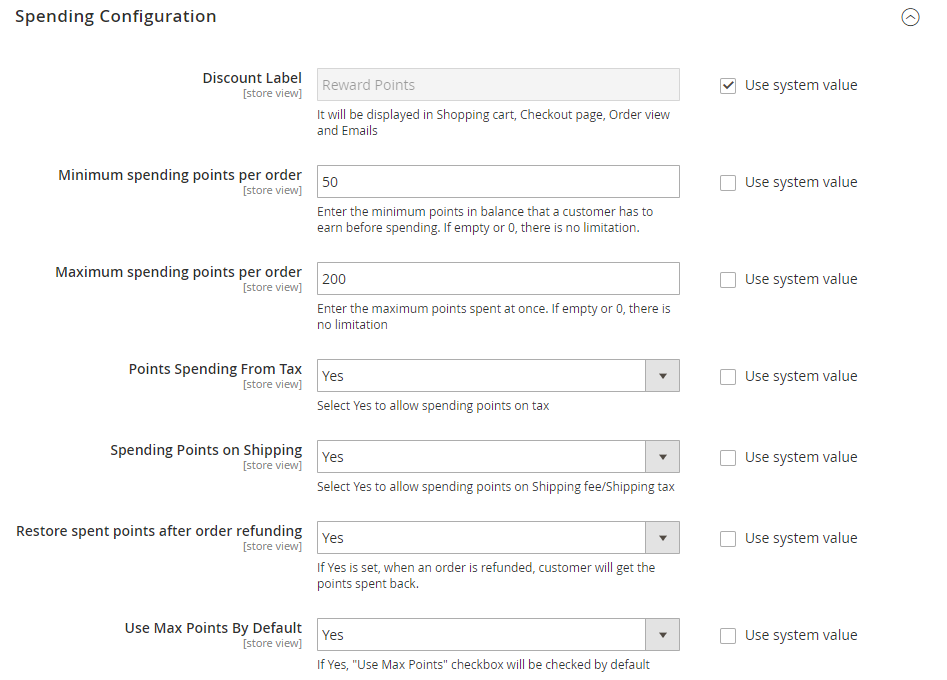 Spending Configuration
Discount Label
[store view]
Reward Points
Use system value
It will be displayed in Shopping cart, Checkout page, Order view
and Emails
Minimum spending points per order
[store view]
50
Use system value
Enter the minimum points in balance that a customer has to
earn before spending. If empty or 0, there is no limitation.
Maximum spending points per order
[store view]
200
Use system value
Enter the maximum points spent at once. If empty or 0, there is
no limitation
Points Spending From Tax
[store view]
Yes
Use system value
Select Yes to allow spending points on tax
Spending Points on Shipping
[store view]
Yes
Use system value
Select Yes to allow spending points on Shipping fee/Shipping tax
Restore spent points after order refunding
[store view]
Yes
Use system value
If Yes is set, when an order is refunded, customer will get the
points spent back.
Use Max Points By Default
[store view]
Yes
Use system value
If Yes, "Use Max Points" checkbox will be checked by default